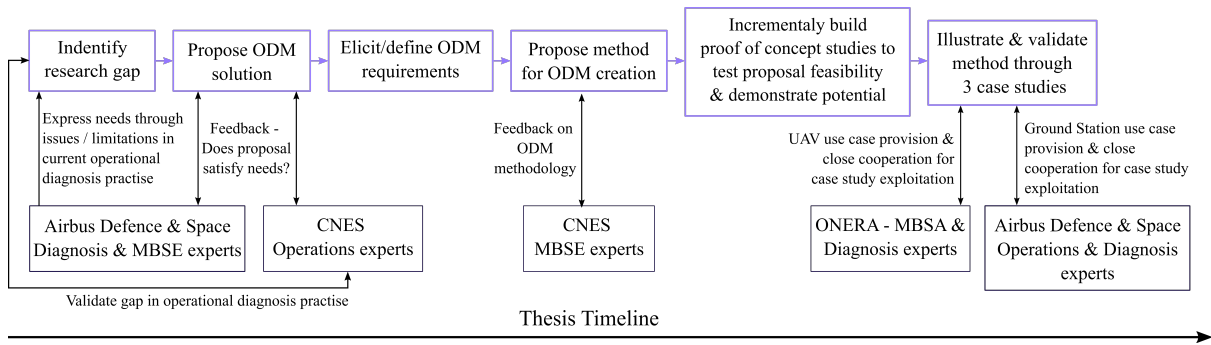 Indentify
research gap
Propose ODM
solution
Elicit/define ODM
requirements
Propose method
for ODM creation
Incrementaly build
proof of concept studies to
test proposal feasibility
& demonstrate potential
Illustrate & validate
method through
3 case studies
Express needs through
issues / limitations in
current operational
diagnosis practise
Feedback -
Does proposal
satisfy needs?
Feedback on
ODM
methodology
UAV use case provision &
close cooperation for
case study exploitation
Ground Station use case
provision & close
cooperation for case study
exploitation
Airbus Defence & Space
Diagnosis & MBSE experts
CNES
Operations experts
CNES
MBSE experts
ONERA - MBSA &
Diagnosis experts
Airbus Defence & Space
Operations & Diagnosis
experts
Validate gap in operational diagnosis practise
Thesis Timeline